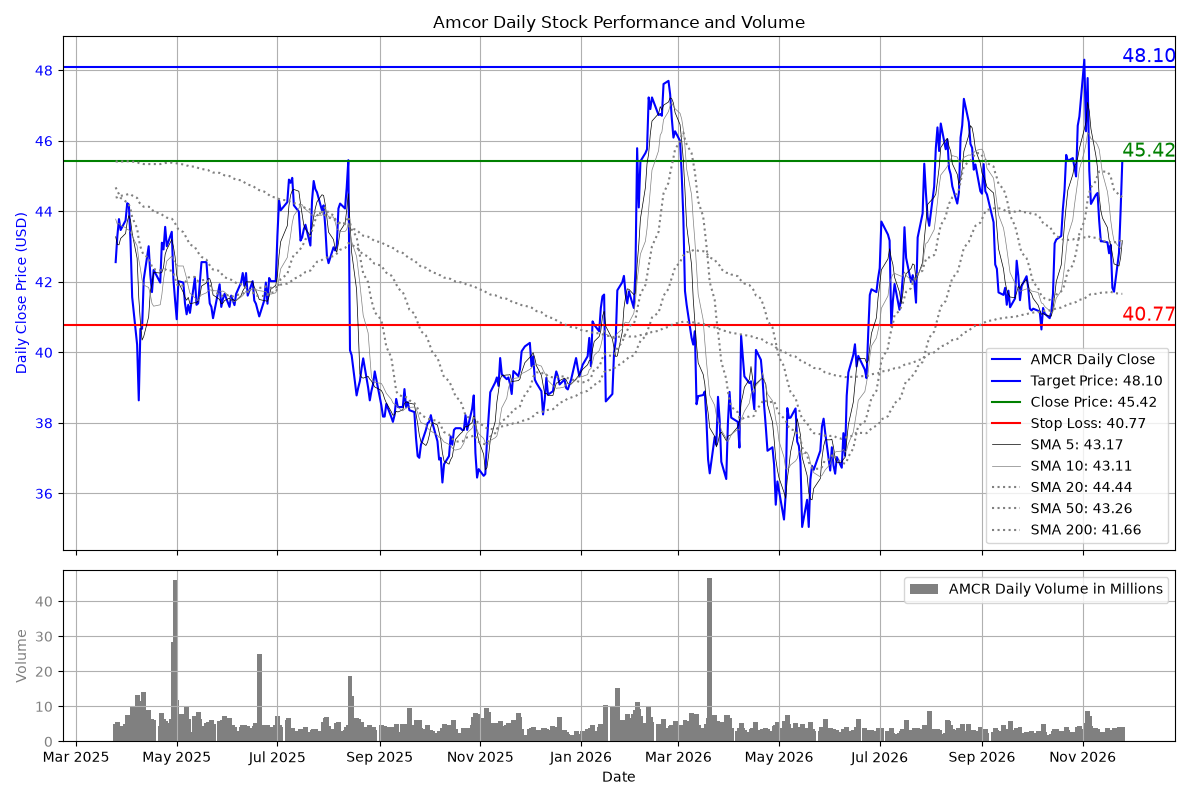 Amcor Daily Stock Performance and Volume
Daily Close Price (USD)
48
46
44
42
40
38
36
48.10
45.42
40.77
AMCR Daily Close
Target Price: 48.10
Close Price: 45.42
Stop Loss: 40.77
SMA 5: 43.17
SMA 10: 43.11
SMA 20: 44.44
SMA 50: 43.26
SMA 200: 41.66
Volume
40
30
20
10
0
AMCR Daily Volume in Millions
Mar 2025 May 2025 Jul 2025 Sep 2025 Nov 2025 Jan 2026 Mar 2026 May 2026 Jul 2026 Sep 2026 Nov 2026
Date